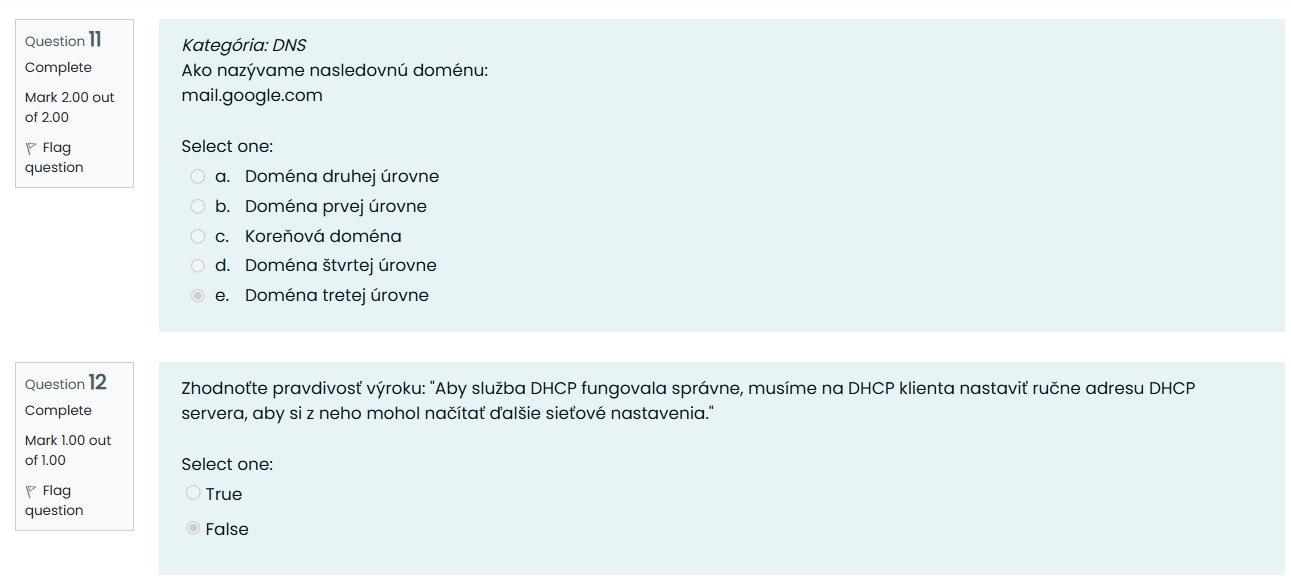 Question 11
Complete
Mark 2.00 out
of 2.00
Flag
question
Kategória: DNS
Ako nazývame nasledovnú doménu:
mail.google.com
Select one:
a. Doména druhej úrovne
b. Doména prvej úrovne
c. Koreňová doména
d. Doména štvrtej úrovne
e. Doména tretej úrovne
Question 12
Complete
Mark 1.00 out
of 1.00
Flag
question
Zhodnoťte pravdivosť výroku: "Aby služba DHCP fungovala správne, musíme na DHCP klienta nastaviť ručne adresu DHCP
servera, aby si z neho mohol načítať ďalšie sieťové nastavenia."
Select one:
True
False